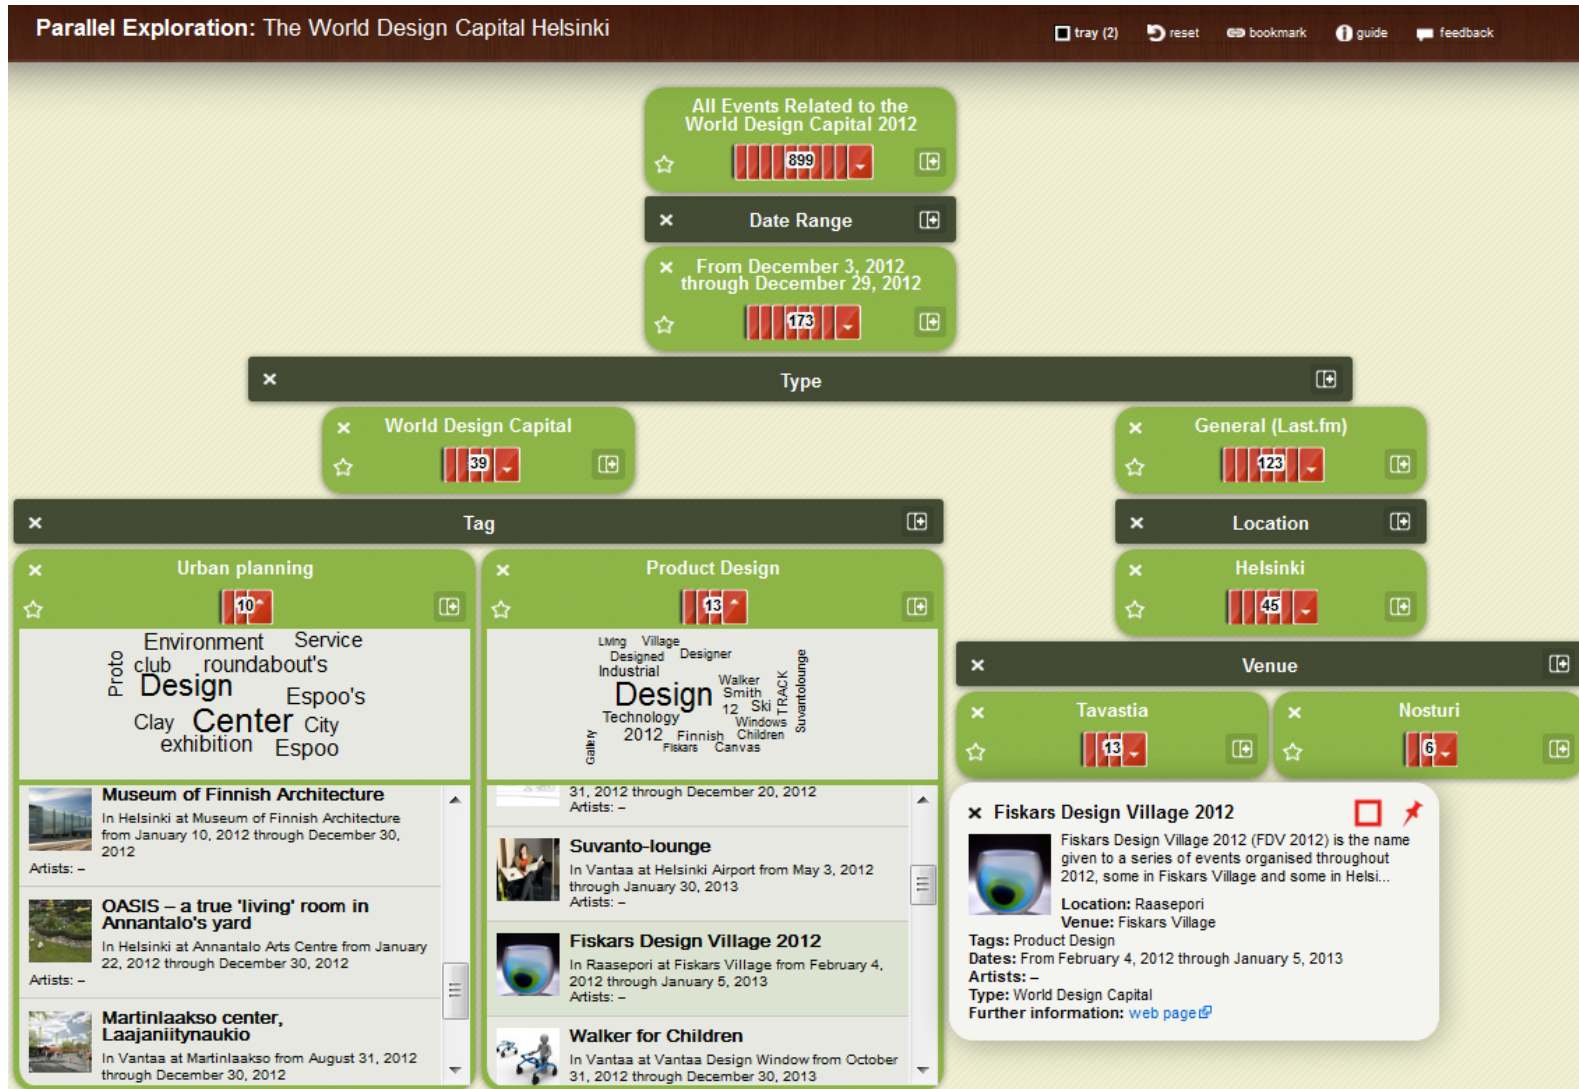 Parallel Exploration: The World Design Capital Helsinki
tray (2)
reset
bookmark
guide
feedback
All Events Related to the
World Design Capital 2012
899
Date Range
From December 3, 2012
through December 29, 2012
173
Type
World Design Capital
39
General (Last.fm)
123
Tag
Location
Urban planning
10
Product Design
13
Helsinki
45
Venue
Tavastia
13
Nosturi
6
Environment
Service
Proto
club
roundabout's
Design
Espoo's
Clay
Center
City
exhibition
Espoo
Living
Village
Designed
Designer
Industrial
Walker
Design
Smith
TRACK
Suvantolounge
12
Ski
Technology
Windows
2012
Finnish
Children
Gallery
Fiskars
Canvas
Museum of Finnish Architecture
In Helsinki at Museum of Finnish Architecture
from January 10, 2012 through December 30,
2012
Artists: –
OASIS – a true 'living' room in
Annantalo's yard
In Helsinki at Annantalo Arts Centre from January
22, 2012 through December 30, 2012
Artists: –
Martinlaakso center,
Laajaniitynaukio
In Vantaa at Martinlaakso from August 31, 2012
through December 30, 2012
31, 2012 through December 20, 2012
Artists: –
Suvanto-lounge
In Vantaa at Helsinki Airport from May 3, 2012
through January 30, 2013
Artists: –
Fiskars Design Village 2012
In Raasepori at Fiskars Village from February 4,
2012 through January 5, 2013
Artists: –
Walker for Children
In Vantaa at Vantaa Design Window from October
31, 2012 through December 30, 2013
Fiskars Design Village 2012
Fiskars Design Village 2012 (FDV 2012) is the name
given to a series of events organised throughout
2012, some in Fiskars Village and some in Helsi...
Location: Raasepori
Venue: Fiskars Village
Tags: Product Design
Dates: From February 4, 2012 through January 5, 2013
Artists: –
Type: World Design Capital
Further information: web page